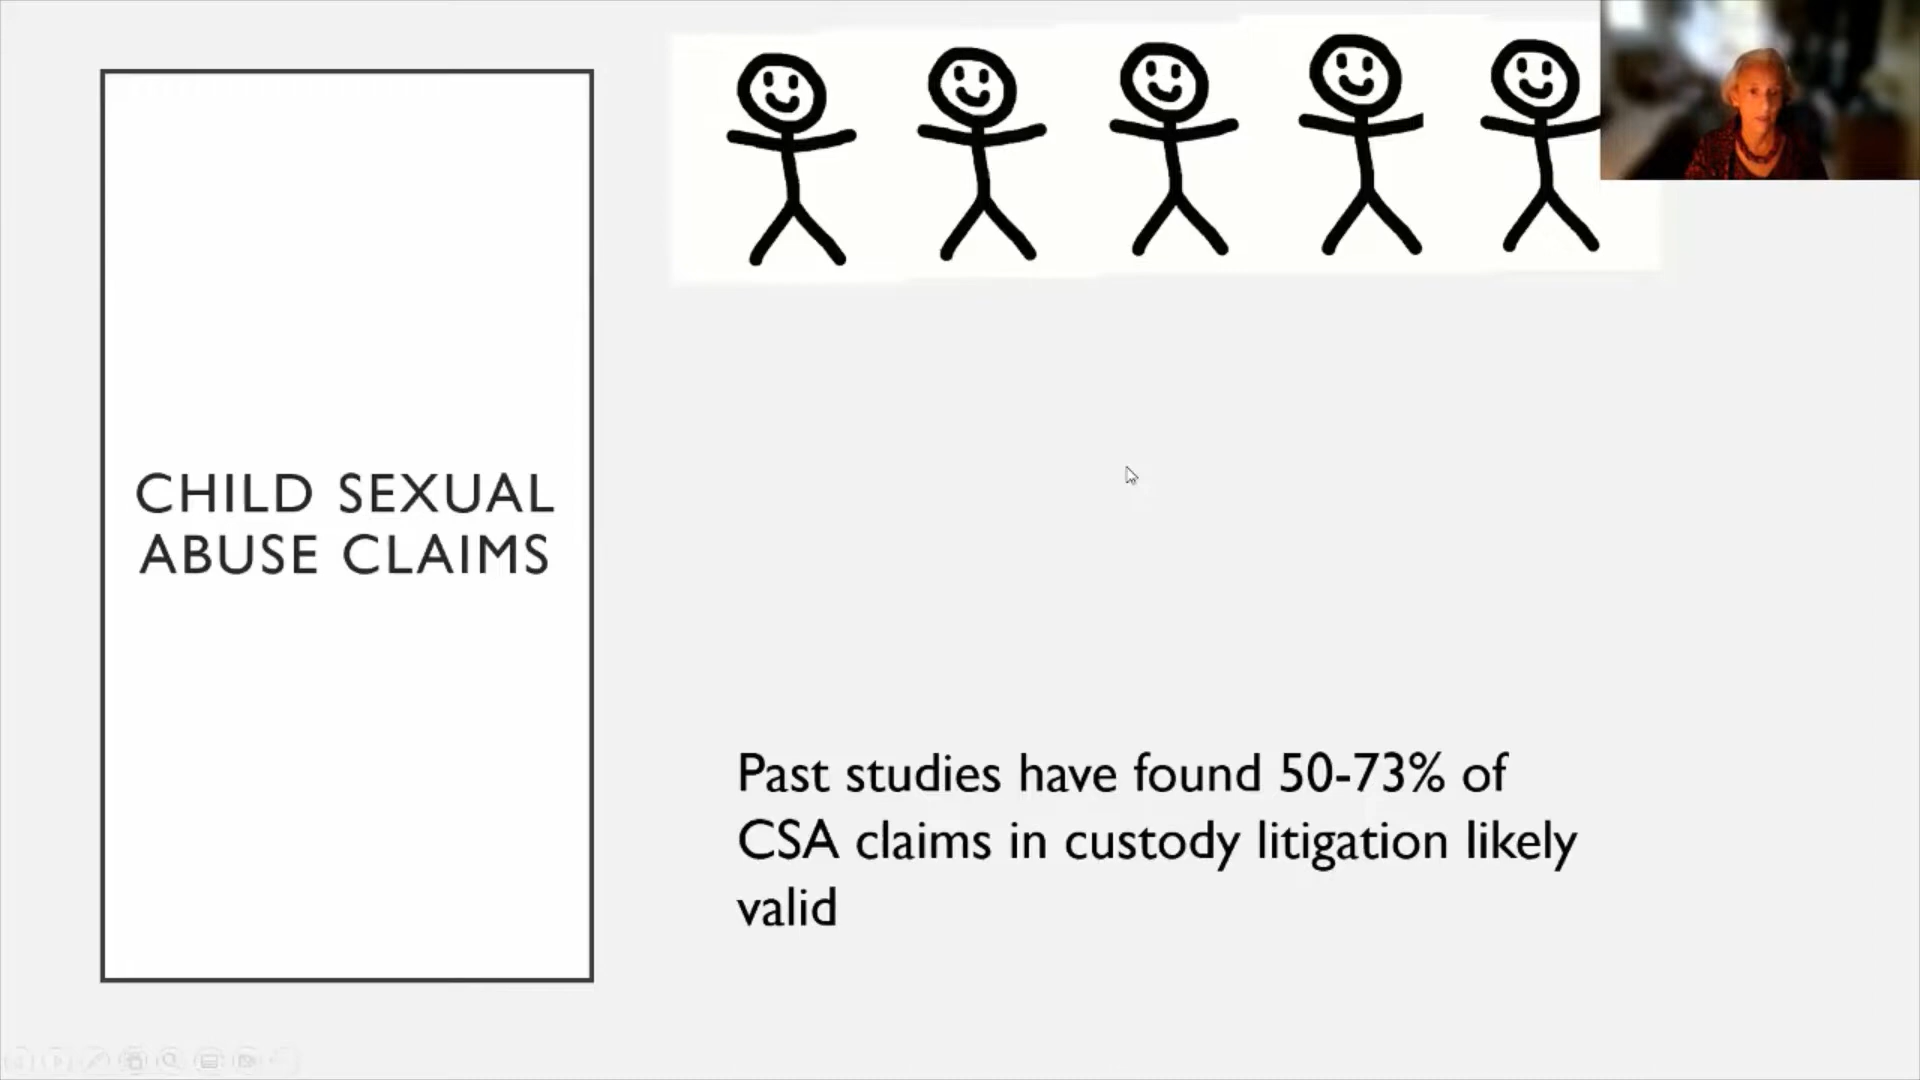 CHILD SEXUAL
ABUSE CLAIMS
Past studies have found 50-73% of
CSA claims in custody litigation likely
valid